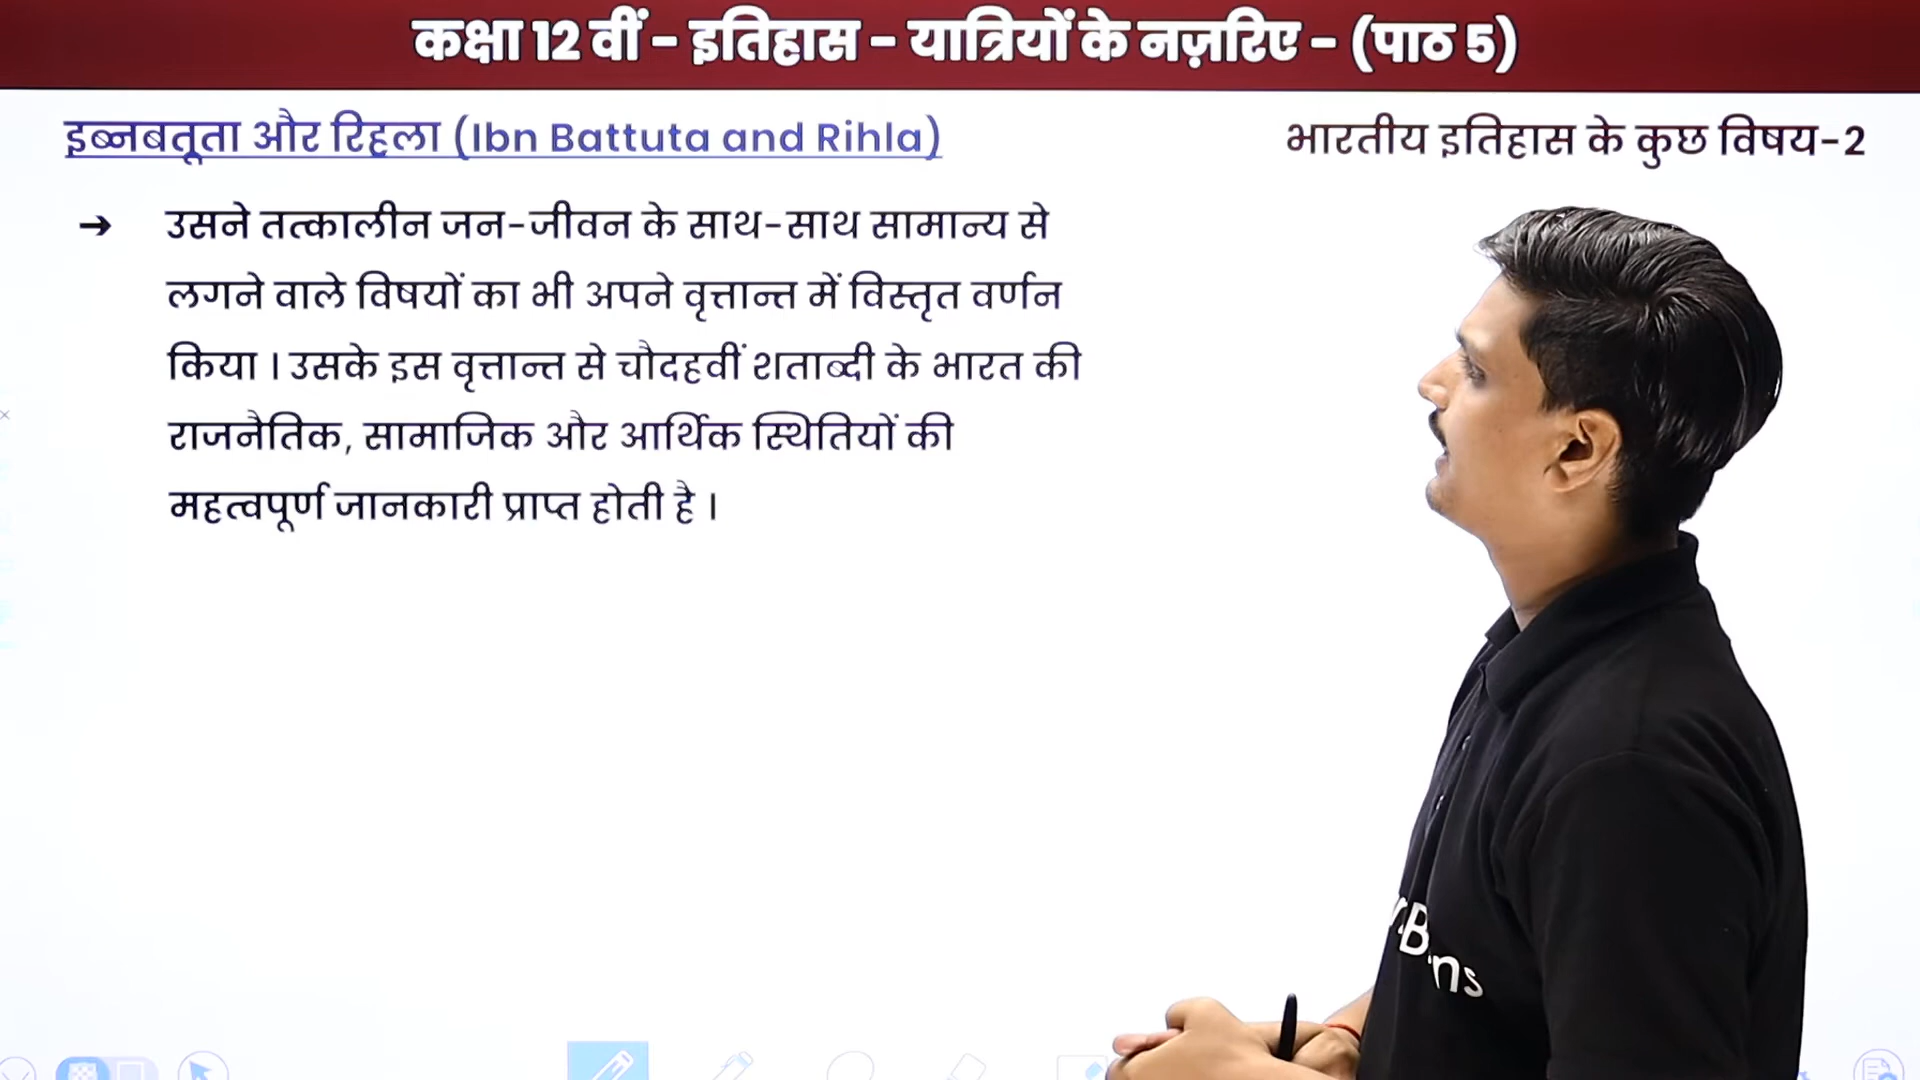 कक्षा 12 वीं - इतिहास - यात्रियों के नज़रिए - (पाठ 5)
इब्नबतूता और रिहला (Ibn Battuta and Rihla)
भारतीय इतिहास के कुछ विषय-2
→ उसने तत्कालीन जन-जीवन के साथ-साथ सामान्य से
लगने वाले विषयों का भी अपने वृत्तान्त में विस्तृत वर्णन
किया । उसके इस वृत्तान्त से चौदहवीं शताब्दी के भारत की
राजनैतिक, सामाजिक और आर्थिक स्थितियों की
महत्वपूर्ण जानकारी प्राप्त होती है ।